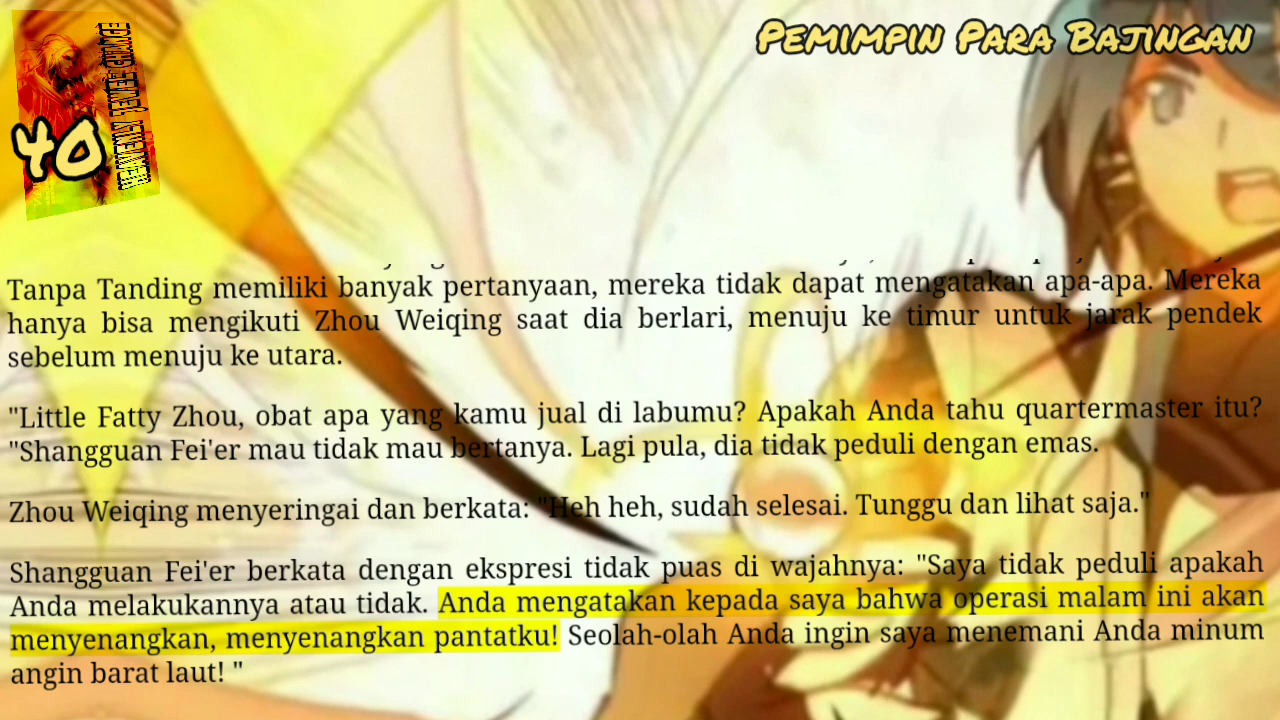 Pemimpin Para Bajingan
40
Tanpa Tanding memiliki banyak pertanyaan, mereka tidak dapat mengatakan apa-apa. Mereka
hanya bisa mengikuti Zhou Weiqing saat dia berlari, menuju ke timur untuk jarak pendek
sebelum menuju ke utara.
"Little Fatty Zhou, obat apa yang kamu jual di labumu? Apakah Anda tahu quartermaster itu?
"Shangguan Fei'er mau tidak mau bertanya. Lagi pula, dia tidak peduli dengan emas.
Zhou Weiqing menyeringai dan berkata: "Heh heh, sudah selesai. Tunggu dan lihat saja."
Shangguan Fei'er berkata dengan ekspresi tidak puas di wajahnya: "Saya tidak peduli apakah
Anda melakukannya atau tidak. Anda mengatakan kepada saya bahwa operasi malam ini akan
menyenangkan, menyenangkan pantatku! Seolah-olah Anda ingin saya menemani Anda minum
angin barat laut! "